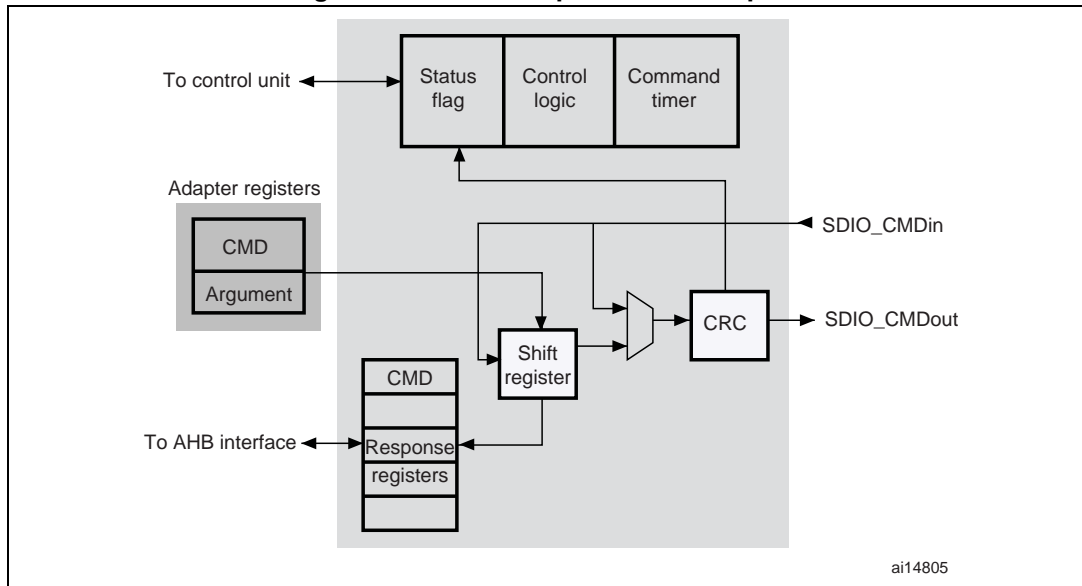 To control unit
Status
flag
Control
logic
Command
timer
Adapter registers
CMD
Argument
SDIO_CMDin
SDIO_CMDout
CRC
Shift
register
CMD
Response
registers
To AHB interface
ai14805